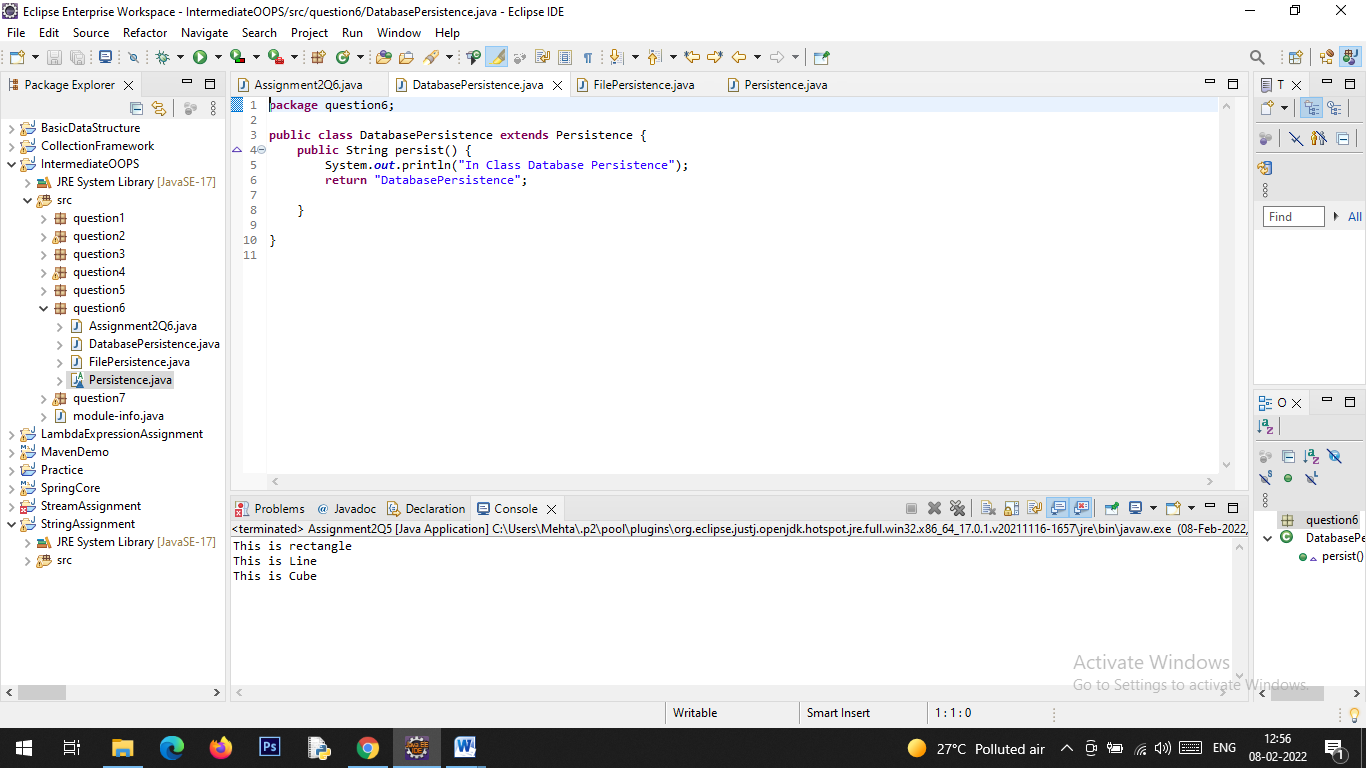 Eclipse Enterprise Workspace - IntermediateOOPS/src/question6/DatabasePersistence.java - Eclipse IDE
File Edit Source Refactor Navigate Search Project Run Window Help
Package Explorer
BasicDataStructure
CollectionFramework
IntermediateOOPS
JRE System Library [JavaSE-17]
src
question1
question2
question3
question4
question5
question6
Assignment2Q6.java
DatabasePersistence.java
FilePersistence.java
Persistence.java
question7
module-info.java
LambdaExpressionAssignment
MavenDemo
Practice
SpringCore
StreamAssignment
StringAssignment
JRE System Library [JavaSE-17]
src
Assignment2Q6.java DatabasePersistence.java FilePersistence.java Persistence.java
1 package question6;
2
3 public class DatabasePersistence extends Persistence {
4 public String persist() {
5 System.out.println("In Class Database Persistence");
6 return "DatabasePersistence";
7
8 }
9
10 }
11
Problems Javadoc Declaration Console
<terminated> Assignment2Q5 [Java Application] C:\Users\Mehta\.p2\pool\plugins\org.eclipse.justj.openjdk.hotspot.jre.full.win32.x86_64_17.0.1.v20211116-1657\jre\bin\javaw.exe (08-Feb-2022,
This is rectangle
This is Line
This is Cube
T
Find All
O
question6
DatabasePe
persist()
Activate Windows
Go to Settings to activate Windows.
Writable Smart Insert 1 : 1 : 0
27°C Polluted air ENG 12:56
08-02-2022
1